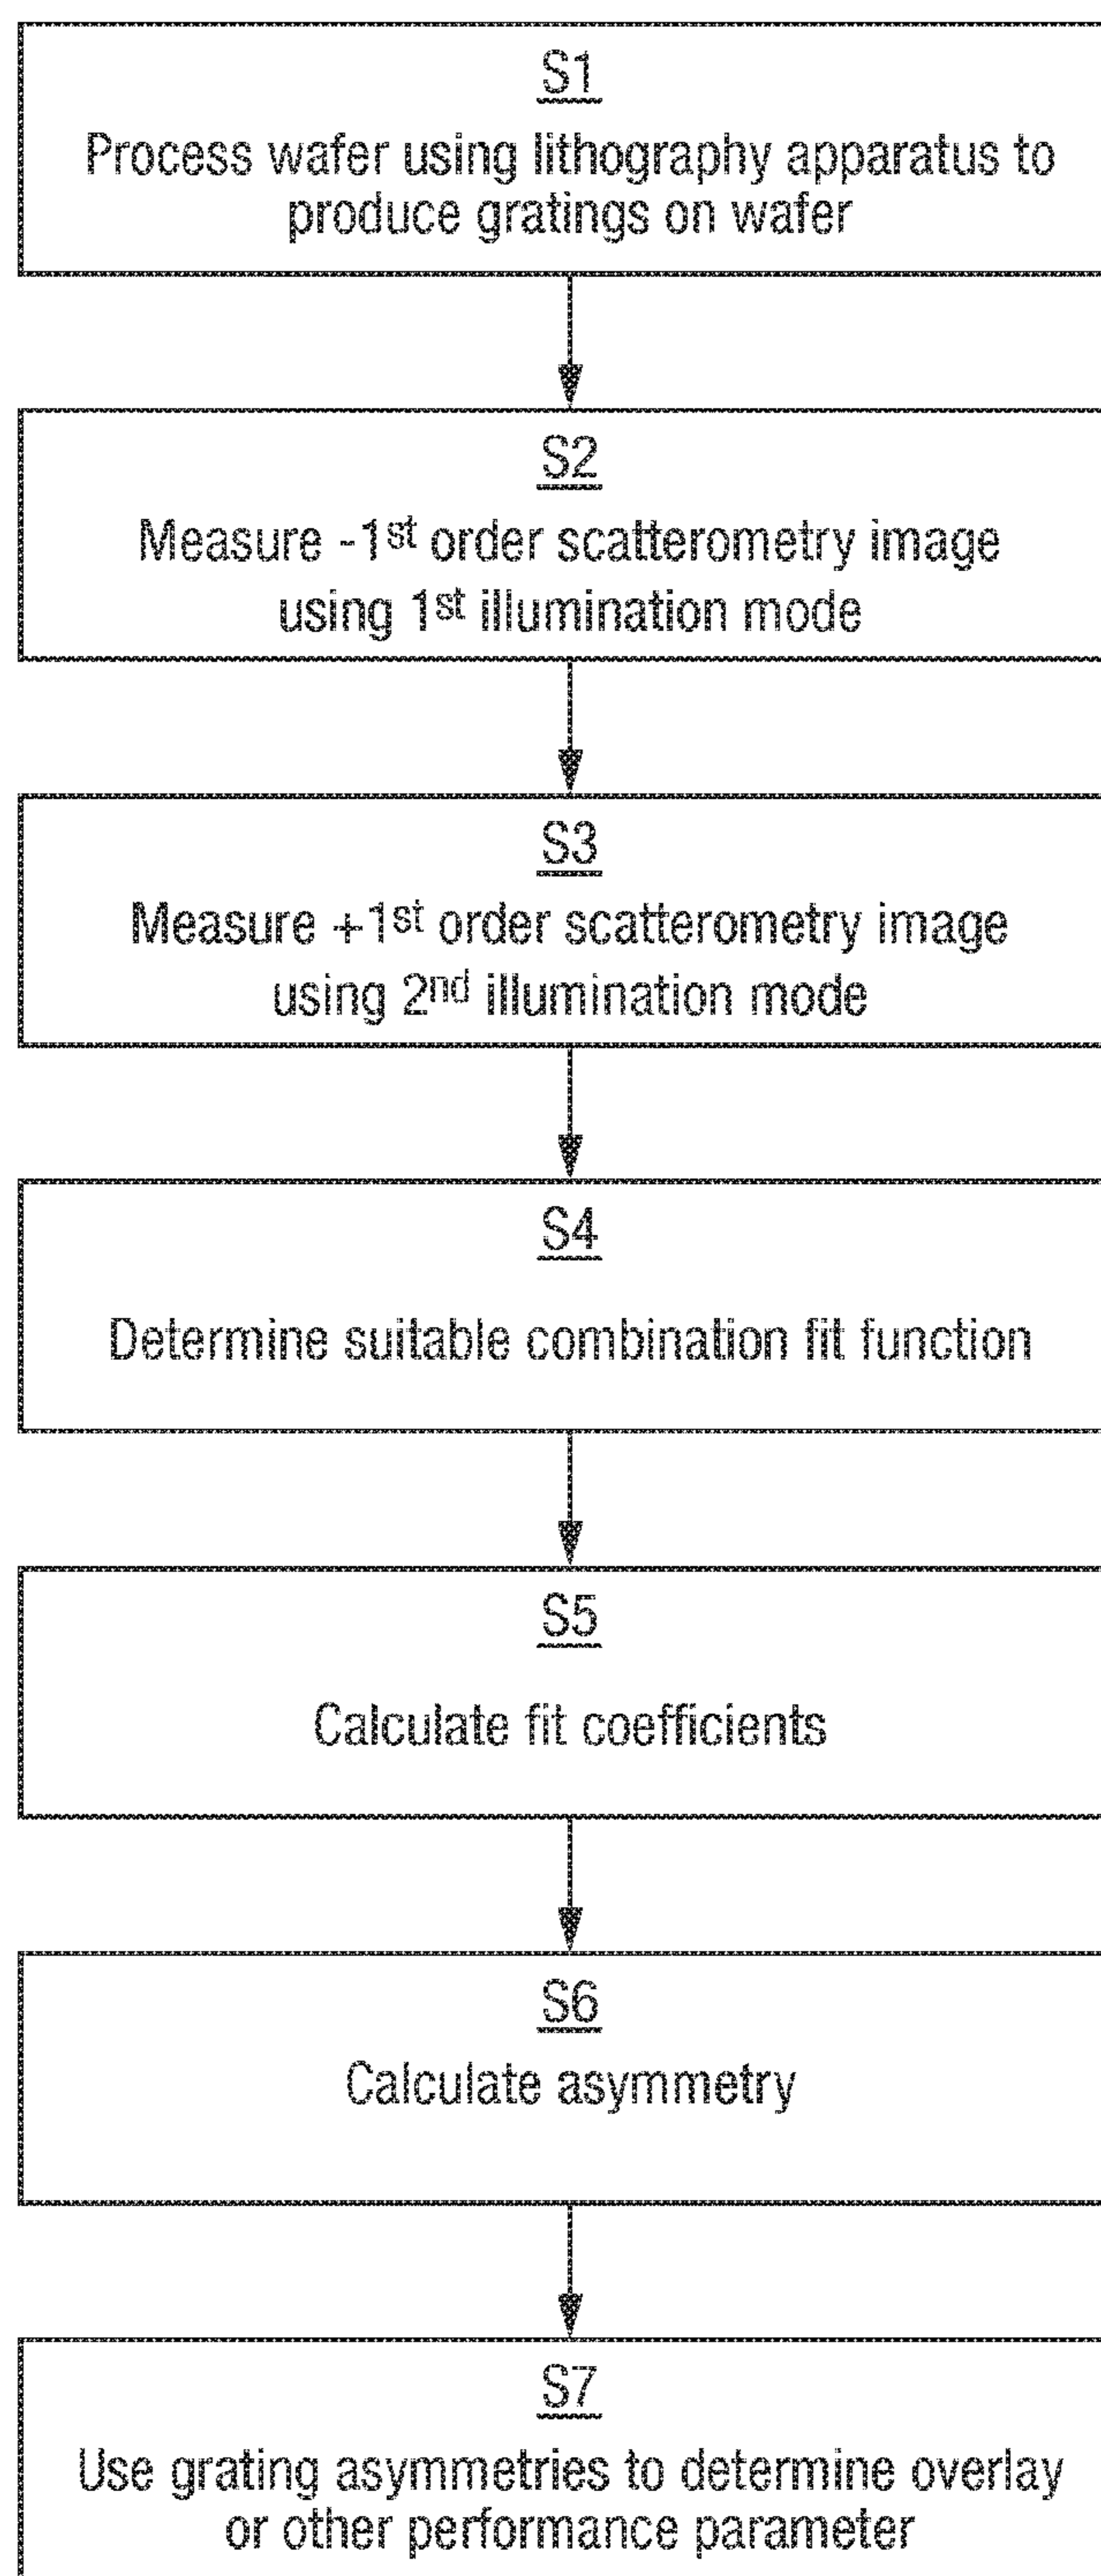 S1
Process wafer using lithography apparatus to
produce gratings on wafer
S2
Measure -1st order scatterometry image
using 1st illumination mode
S3
Measure +1st order scatterometry image
using 2nd illumination mode
S4
Determine suitable combination fit function
S5
Calculate fit coefficients
S6
Calculate asymmetry
S7
Use grating asymmetries to determine overlay
or other performance parameter